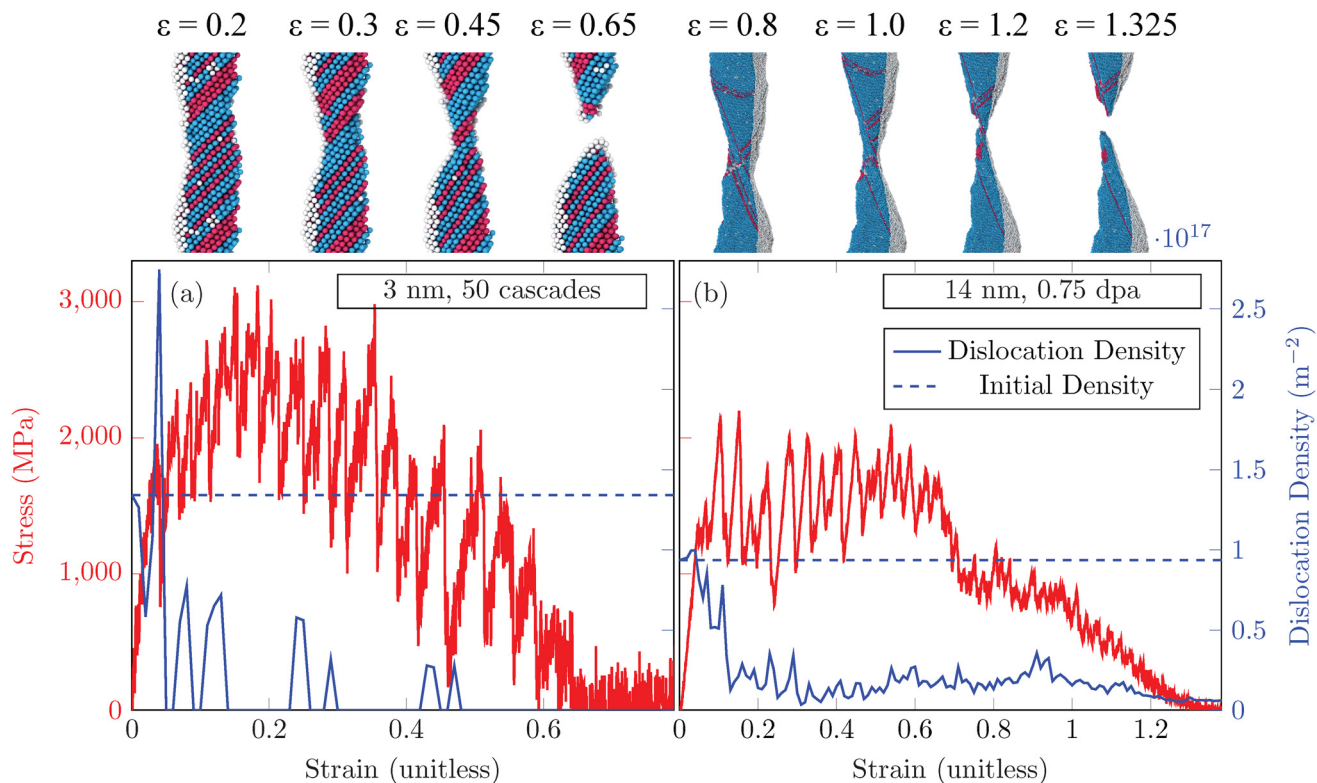 ε = 0.2 ε = 0.3 ε = 0.45 ε = 0.65 ε = 0.8 ε = 1.0 ε = 1.2 ε = 1.325
·10¹⁷
(a) 3 nm, 50 cascades
(b) 14 nm, 0.75 dpa
Dislocation Density
Initial Density
Stress (MPa)
3,000
2,000
1,000
0
Dislocation Density (m⁻²)
2.5
2
1.5
1
0.5
0
0 0.2 0.4 0.6
0 0.2 0.4 0.6 0.8 1 1.2
Strain (unitless)
Strain (unitless)